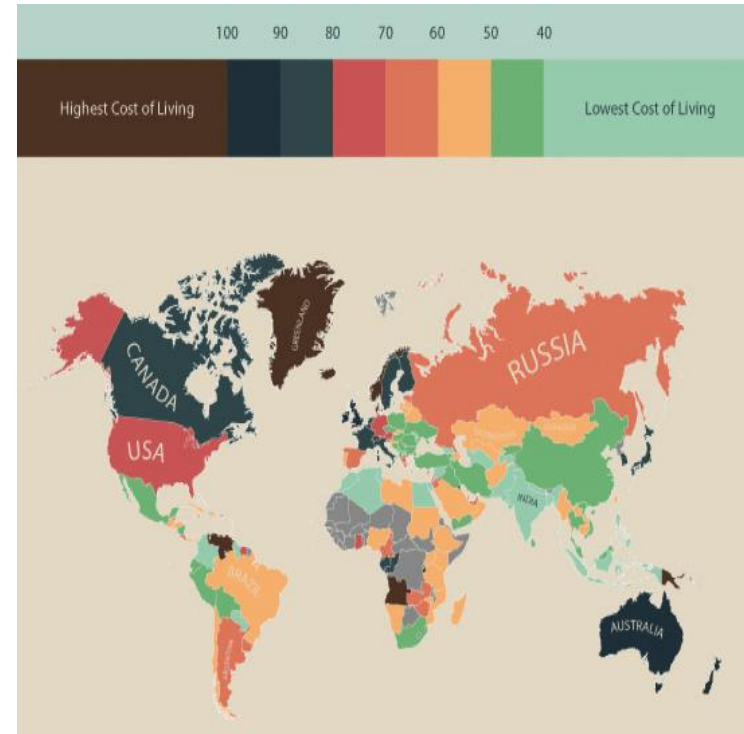 100 90 80 70 60 50 40
Highest Cost of Living
Lowest Cost of Living
GREENLAND
CANADA
RUSSIA
USA
INDIA
BRAZIL
AUSTRALIA
ARGENTINA